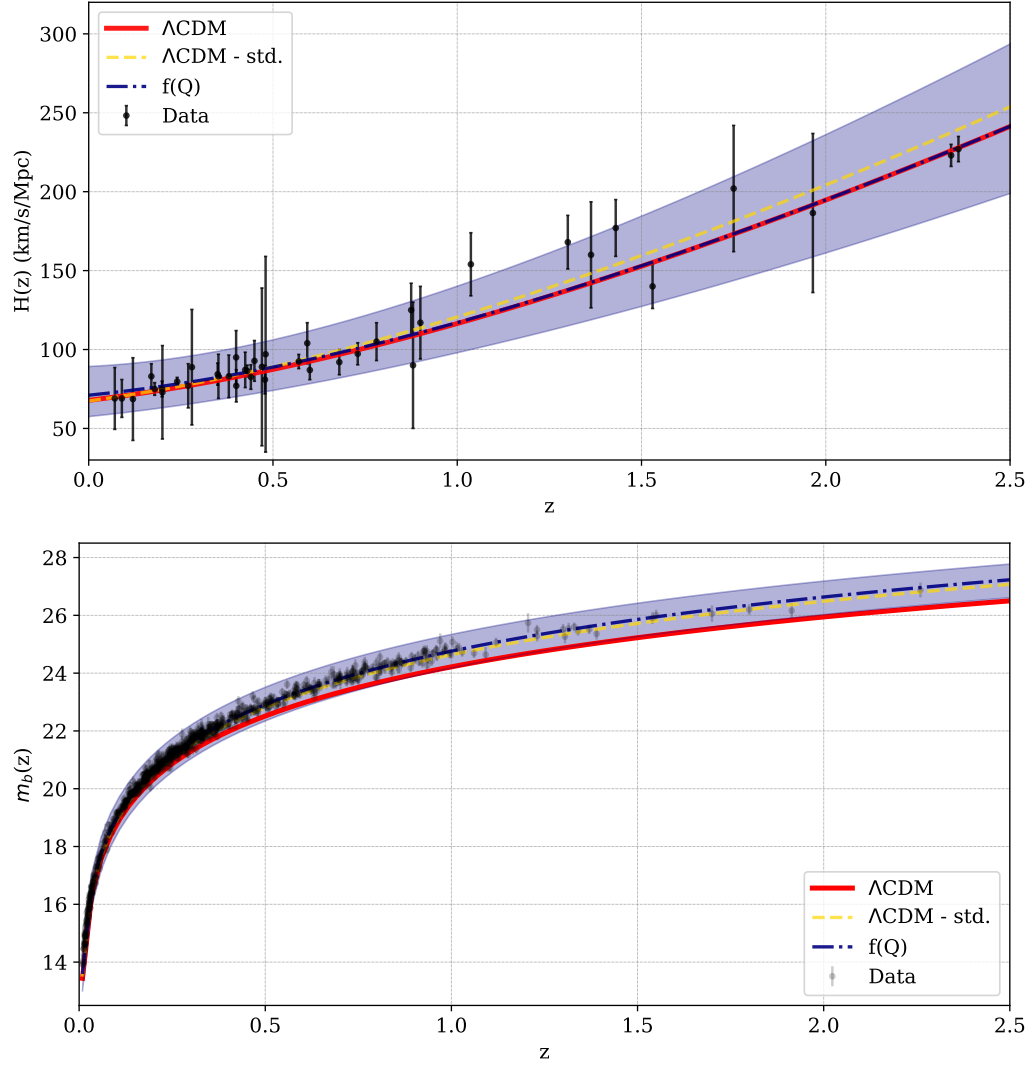 300
250
200
150
100
50
H(z) (km/s/Mpc)
ΛCDM
ΛCDM - std.
f(Q)
Data
0.0 0.5 1.0 1.5 2.0 2.5
z
28
26
24
22
20
18
16
14
m_b(z)
ΛCDM
ΛCDM - std.
f(Q)
Data
0.0 0.5 1.0 1.5 2.0 2.5
z